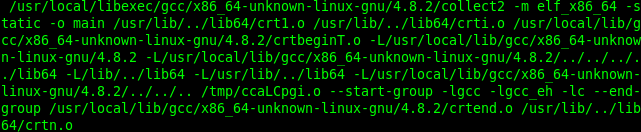 /usr/local/libexec/gcc/x86_64-unknown-linux-gnu/4.8.2/collect2 -m elf_x86_64 -s
tatic -o main /usr/lib/../lib64/crt1.o /usr/lib/../lib64/crti.o /usr/local/lib/g
cc/x86_64-unknown-linux-gnu/4.8.2/crtbeginT.o -L/usr/local/lib/gcc/x86_64-unknow
n-linux-gnu/4.8.2 -L/usr/local/lib/gcc/x86_64-unknown-linux-gnu/4.8.2/../../../.
./lib64 -L/lib/../lib64 -L/usr/lib/../lib64 -L/usr/local/lib/gcc/x86_64-unknown-
linux-gnu/4.8.2/../../.. /tmp/ccaLCpgi.o --start-group -lgcc -lgcc_eh -lc --end-
group /usr/local/lib/gcc/x86_64-unknown-linux-gnu/4.8.2/crtend.o /usr/lib/../lib
64/crtn.o